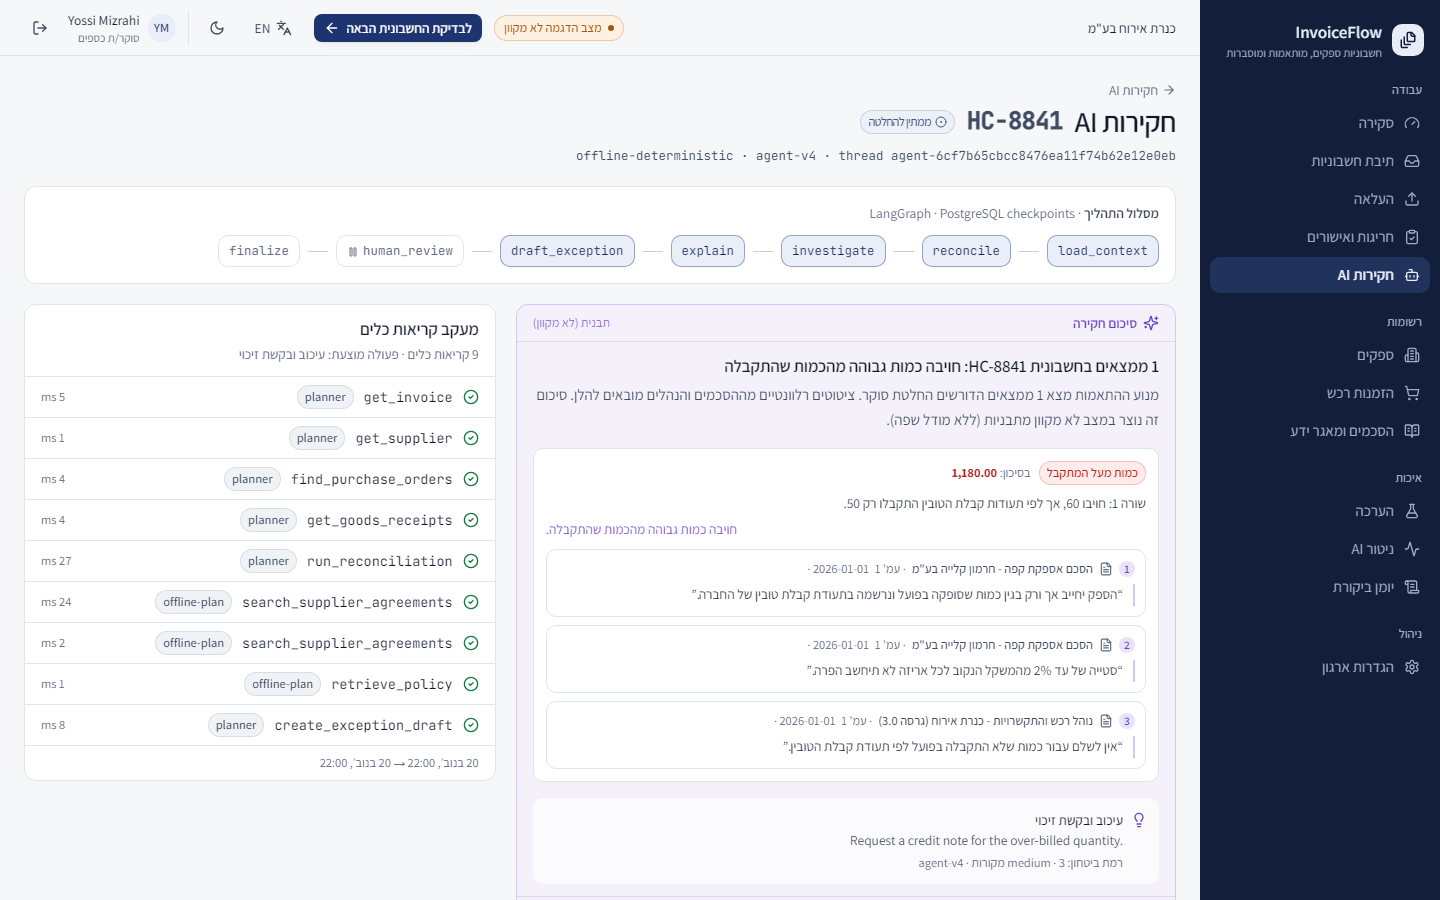 InvoiceFlow
חשבוניות ספקים, מותאמות ומוסברות
עבודה
סקירה
תיבת חשבוניות
העלאה
חריגות ואישורים
חקירות AI
רשומות
ספקים
הזמנות רכש
הסכמים ומאגר ידע
איכות
הערכה
ניטור AI
יומן ביקורת
ניהול
הגדרות ארגון
כנרת אירוח בע"מ
מצב הדגמה לא מקוון
לבדיקת החשבונית הבאה
EN
YM
Yossi Mizrahi
סוקר/ת כספים
חקירות AI
חקירות AI HC-8841 ממתין להחלטה
offline-deterministic · agent-v4 · thread agent-6cf7b65cbcc8476ea11f74b62e12e0eb
מסלול התהליך · LangGraph · PostgreSQL checkpoints
load_context
reconcile
investigate
explain
draft_exception
human_review
finalize
סיכום חקירה
תבנית (לא מקוון)
1 ממצאים בחשבונית HC-8841: חויבה כמות גבוהה מהכמות שהתקבלה
מנוע ההתאמות מצא 1 ממצאים הדורשים החלטת סוקר. ציטוטים רלוונטיים מההסכמים והנהלים מובאים להלן. סיכום
זה נוצר במצב לא מקוון מתבניות (ללא מודל שפה).
כמות מעל המתקבל בסיכון: 1,180.00
שורה 1: חויבו 60, אך לפי תעודות קבלת הטובין התקבלו רק 50.
חויבה כמות גבוהה מהכמות שהתקבלה.
1 הסכם אספקת קפה - חרמון קלייה בע"מ · עמ' 1 2026-01-01 ·
“הספק יחייב אך ורק בגין כמות שסופקה בפועל ונרשמה בתעודת קבלת טובין של החברה.”
2 הסכם אספקת קפה - חרמון קלייה בע"מ · עמ' 1 2026-01-01 ·
“סטייה של עד 2% מהמשקל הנקוב לכל אריזה לא תיחשב הפרה.”
3 נוהל רכש והתקשרויות - כנרת אירוח (גרסה 3.0) · עמ' 1 2026-01-01 ·
“אין לשלם עבור כמות שלא התקבלה בפועל לפי תעודת קבלת הטובין.”
עיכוב ובקשת זיכוי
Request a credit note for the over-billed quantity.
רמת ביטחון: medium · 3 מקורות · agent-v4
מעקב קריאות כלים
9 קריאות כלים · פעולה מוצעת: עיכוב ובקשת זיכוי
get_invoice planner 5 ms
get_supplier planner 1 ms
find_purchase_orders planner 4 ms
get_goods_receipts planner 4 ms
run_reconciliation planner 27 ms
search_supplier_agreements offline-plan 24 ms
search_supplier_agreements offline-plan 2 ms
retrieve_policy offline-plan 1 ms
create_exception_draft planner 8 ms
20 בנוב׳, 22:00 → 20 בנוב׳, 22:00